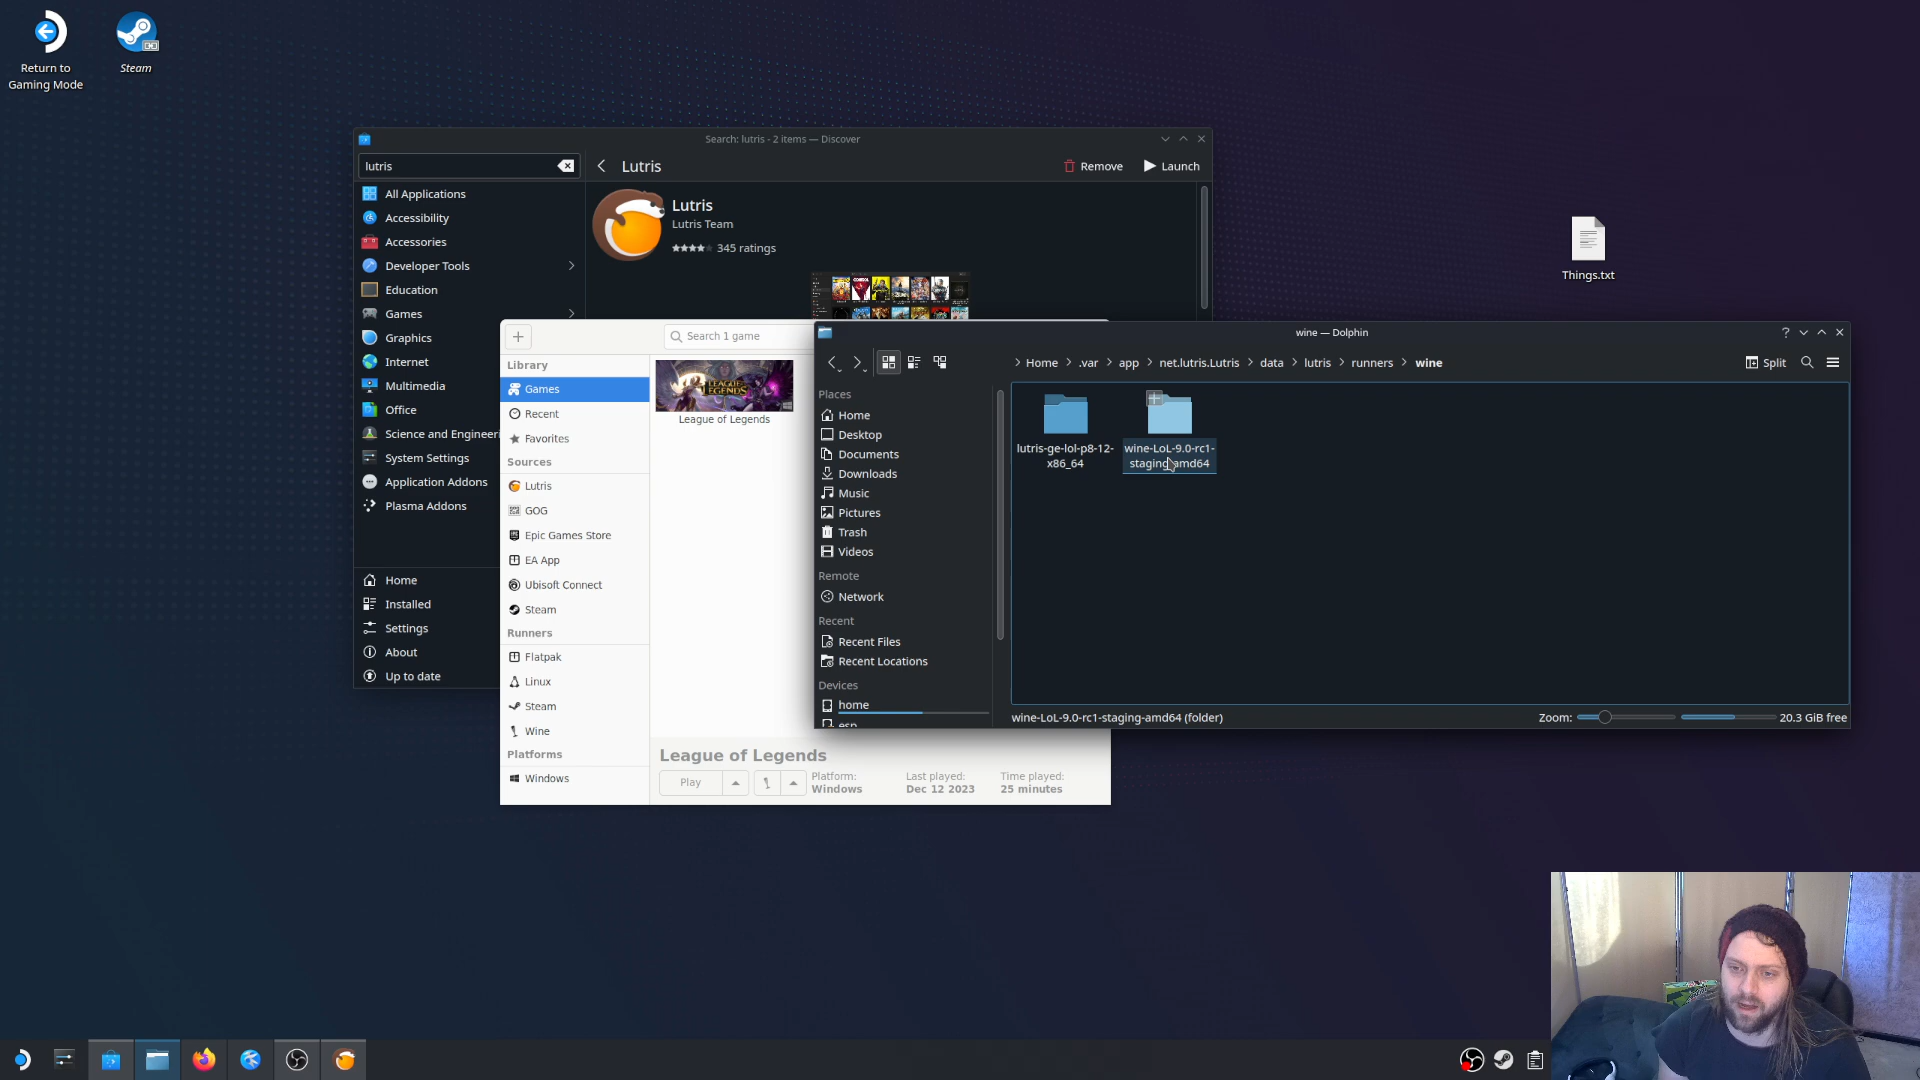 Return to
Gaming Mode
Steam
Things.txt
Search: lutris - 2 items — Discover
lutris
Lutris
Remove
Launch
All Applications
Accessibility
Accessories
Developer Tools
Education
Games
Graphics
Internet
Multimedia
Office
Science and Engineeri
System Settings
Application Addons
Plasma Addons
Home
Installed
Settings
About
Up to date
Lutris
Lutris Team
345 ratings
Search 1 game
Library
Games
Recent
Favorites
Sources
Lutris
GOG
Epic Games Store
EA App
Ubisoft Connect
Steam
Runners
Flatpak
Linux
Steam
Wine
Platforms
Windows
LEAGUE OF LEGENDS
League of Legends
League of Legends
Play
Platform:
Windows
Last played:
Dec 12 2023
Time played:
25 minutes
wine — Dolphin
Home
.var
app
net.lutris.Lutris
data
lutris
runners
wine
Split
Places
Home
Desktop
Documents
Downloads
Music
Pictures
Trash
Videos
Remote
Network
Recent
Recent Files
Recent Locations
Devices
home
esp
lutris-ge-lol-p8-12-
x86_64
wine-LoL-9.0-rc1-
staging-amd64
wine-LoL-9.0-rc1-staging-amd64 (folder)
Zoom:
20.3 GiB free